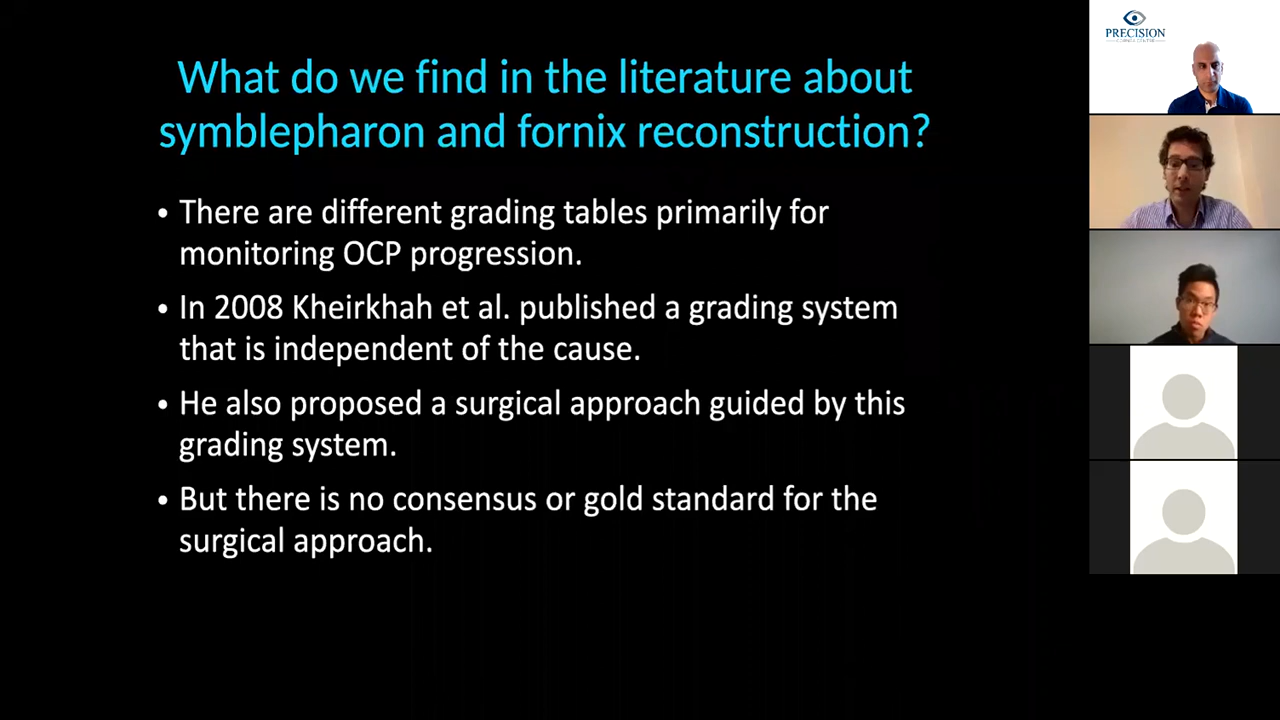 What do we find in the literature about
symblepharon and fornix reconstruction?
• There are different grading tables primarily for
monitoring OCP progression.
• In 2008 Kheirkhah et al. published a grading system
that is independent of the cause.
• He also proposed a surgical approach guided by this
grading system.
• But there is no consensus or gold standard for the
surgical approach.
PRECISION